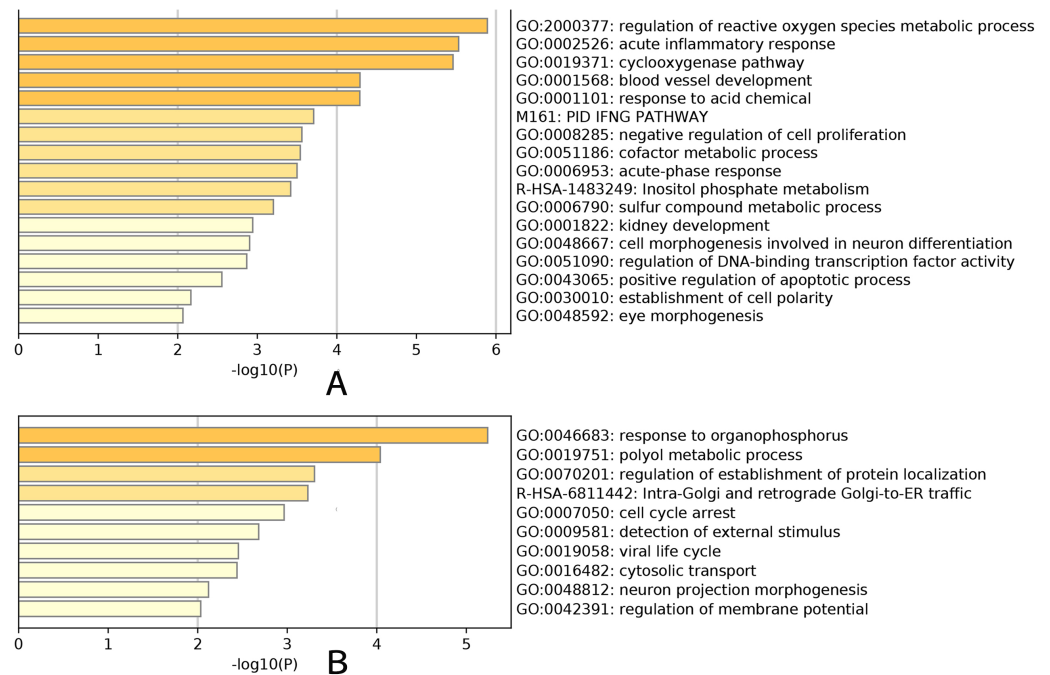 GO:2000377: regulation of reactive oxygen species metabolic process
GO:0002526: acute inflammatory response
GO:0019371: cyclooxygenase pathway
GO:0001568: blood vessel development
GO:0001101: response to acid chemical
M161: PID IFNG PATHWAY
GO:0008285: negative regulation of cell proliferation
GO:0051186: cofactor metabolic process
GO:0006953: acute-phase response
R-HSA-1483249: Inositol phosphate metabolism
GO:0006790: sulfur compound metabolic process
GO:0001822: kidney development
GO:0048667: cell morphogenesis involved in neuron differentiation
GO:0051090: regulation of DNA-binding transcription factor activity
GO:0043065: positive regulation of apoptotic process
GO:0030010: establishment of cell polarity
GO:0048592: eye morphogenesis
0 1 2 3 4 5 6
-log10(P)
A
GO:0046683: response to organophosphorus
GO:0019751: polyol metabolic process
GO:0070201: regulation of establishment of protein localization
R-HSA-6811442: Intra-Golgi and retrograde Golgi-to-ER traffic
GO:0007050: cell cycle arrest
GO:0009581: detection of external stimulus
GO:0019058: viral life cycle
GO:0016482: cytosolic transport
GO:0048812: neuron projection morphogenesis
GO:0042391: regulation of membrane potential
0 1 2 3 4 5
-log10(P)
B